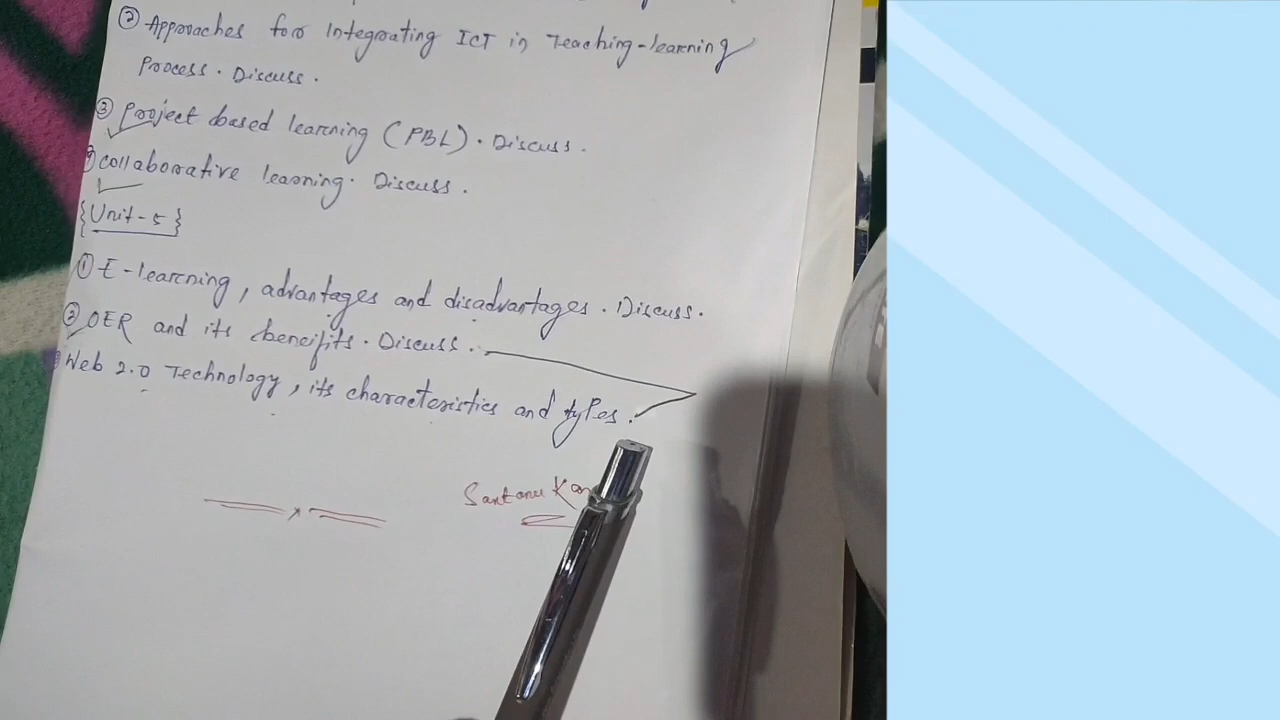 ② Approaches for Integrating ICT in Teaching-learning
Process. Discuss.
③ Project based learning (PBL). Discuss.
collaborative learning. Discuss.
{Unit-5}
① E-learning, advantages and disadvantages. Discuss.
② OER and its benefits. Discuss.
Web 2.0 Technology, its characteristics and types.
Santanu